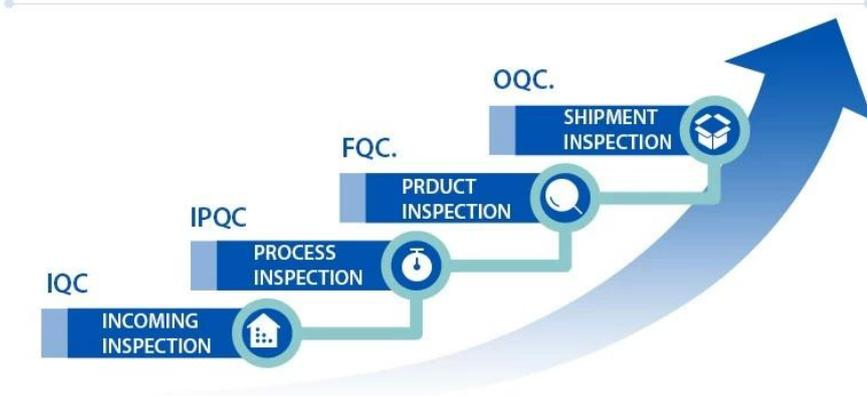 OQC.
SHIPMENT
INSPECTION
FQC.
PRDUCT
INSPECTION
IPQC
PROCESS
INSPECTION
IQC
INCOMING
INSPECTION